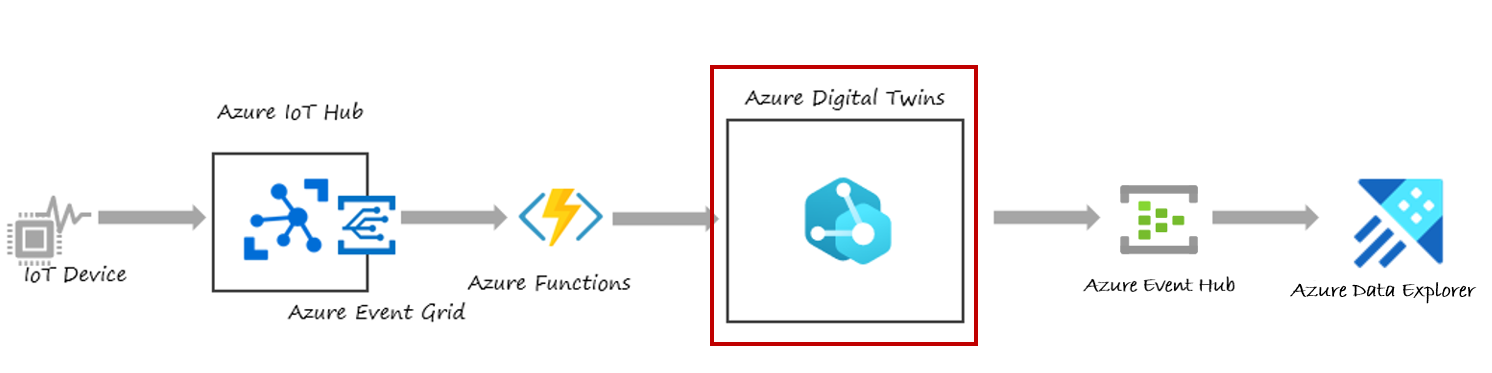 Azure IoT Hub
Azure Digital Twins
IoT Device
Azure Event Grid
Azure Functions
Azure Event Hub
Azure Data Explorer